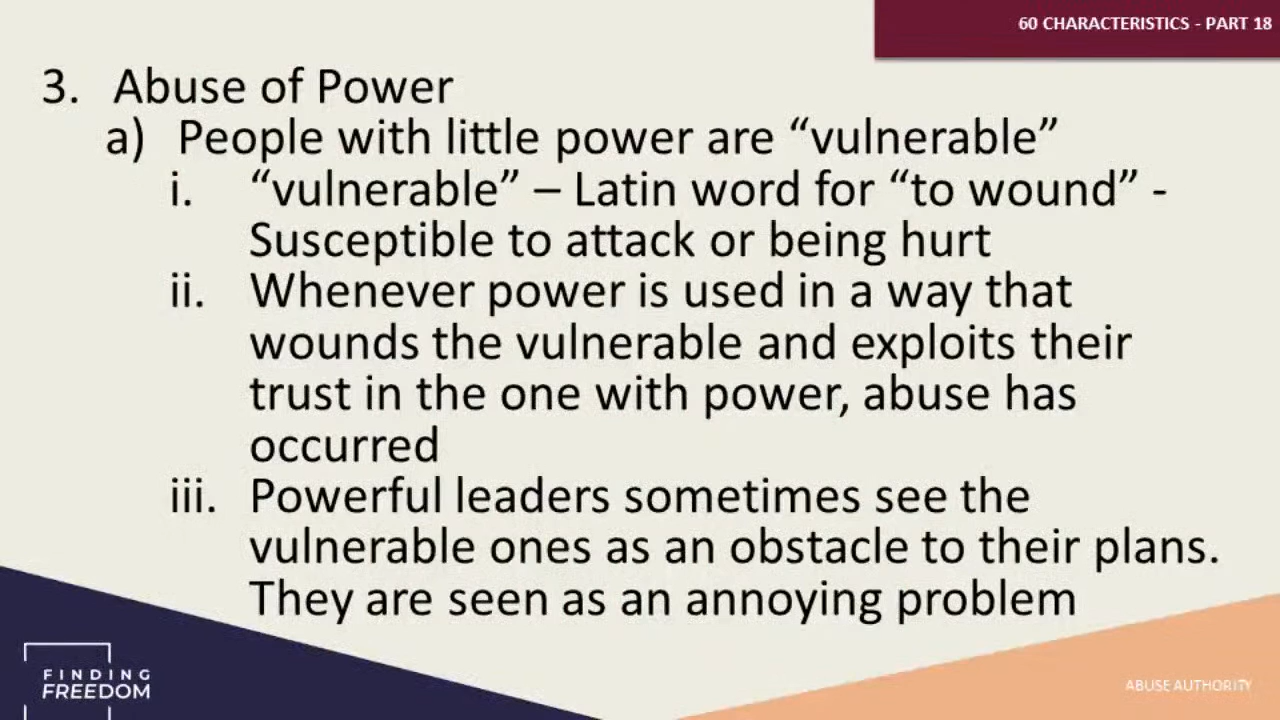 60 CHARACTERISTICS - PART 18
3. Abuse of Power
a) People with little power are “vulnerable”
i. “vulnerable” – Latin word for “to wound” -
Susceptible to attack or being hurt
ii. Whenever power is used in a way that
wounds the vulnerable and exploits their
trust in the one with power, abuse has
occurred
iii. Powerful leaders sometimes see the
vulnerable ones as an obstacle to their plans.
They are seen as an annoying problem
FINDING
FREEDOM
ABUSE AUTHORITY